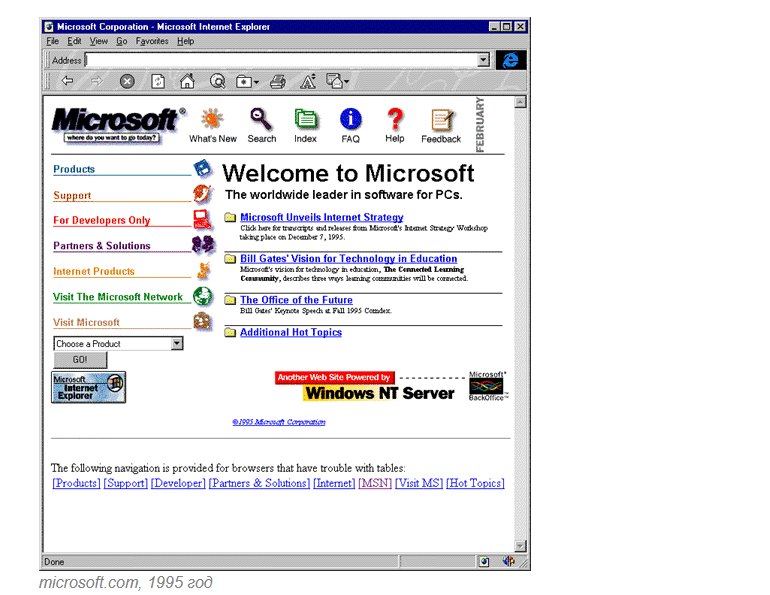 Microsoft Corporation - Microsoft Internet Explorer
File Edit View Go Favorites Help
Address
Microsoft®
where do you want to go today?
What's New Search Index FAQ Help Feedback
FEBRUARY
Products
Support
For Developers Only
Partners & Solutions
Internet Products
Visit The Microsoft Network
Visit Microsoft
Choose a Product
GO!
Microsoft
Internet
Explorer
Welcome to Microsoft
The worldwide leader in software for PCs.
Microsoft Unveils Internet Strategy
Click here for transcripts and releases from Microsoft's Internet Strategy Workshop
taking place on December 7, 1995.
Bill Gates' Vision for Technology in Education
Microsoft's vision for technology in education, The Connected Learning
Community, describes three ways learning communities will be connected.
The Office of the Future
Bill Gates' Keynote Speech at Fall 1995 Comdex.
Additional Hot Topics
Another Web Site Powered by
Windows NT Server
Microsoft®
BackOffice™
©1995 Microsoft Corporation
The following navigation is provided for browsers that have trouble with tables:
[Products] [Support] [Developer] [Partners & Solutions] [Internet] [MSN] [Visit MS] [Hot Topics]
Done
microsoft.com, 1995 год